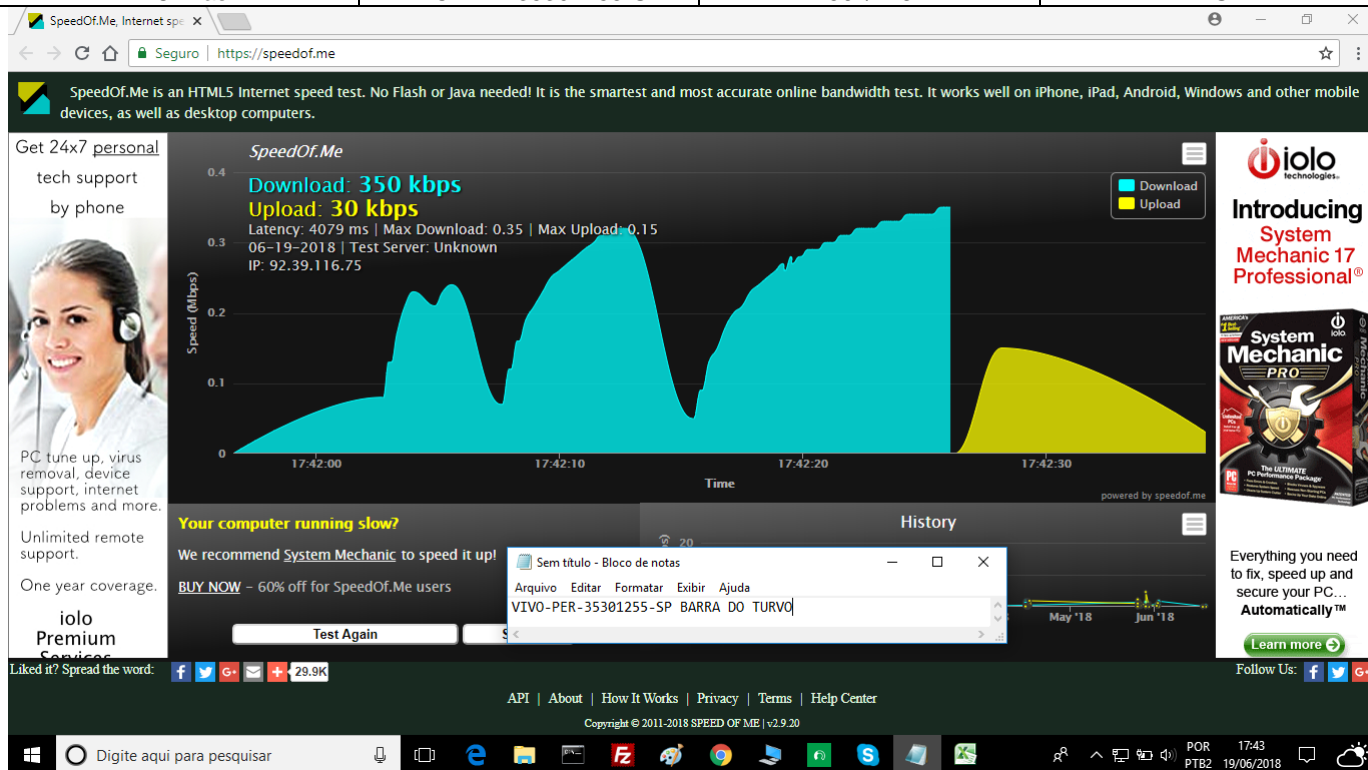 SpeedOf.Me, Internet spe
Seguro | https://speedof.me
SpeedOf.Me is an HTML5 Internet speed test. No Flash or Java needed! It is the smartest and most accurate online bandwidth test. It works well on iPhone, iPad, Android, Windows and other mobile
devices, as well as desktop computers.
Get 24x7 personal
tech support
by phone
PC tune up, virus
removal, device
support, internet
problems and more.
Unlimited remote
support.
One year coverage.
iolo
Premium
Services
SpeedOf.Me
Download: 350 kbps
Upload: 30 kbps
Latency: 4079 ms | Max Download: 0.35 | Max Upload: 0.15
06-19-2018 | Test Server: Unknown
IP: 92.39.116.75
Download
Upload
Speed (Mbps)
0.4
0.3
0.2
0.1
0
17:42:00
17:42:10
17:42:20
17:42:30
Time
powered by speedof.me
iolo
technologies
Introducing
System
Mechanic 17
Professional®
AMERICA'S
System
Mechanic
PRO
The ULTIMATE
PC Performance Package
Everything you need
to fix, speed up and
secure your PC...
Automatically™
Learn more
Your computer running slow?
We recommend System Mechanic to speed it up!
BUY NOW – 60% off for SpeedOf.Me users
Test Again
History
20
May '18
Jun '18
Sem título - Bloco de notas
Arquivo Editar Formatar Exibir Ajuda
VIVO-PER-35301255-SP BARRA DO TURVO
Liked it? Spread the word:
29.9K
Follow Us:
API | About | How It Works | Privacy | Terms | Help Center
Copyright © 2011-2018 SPEED OF ME | v2.9.20
Digite aqui para pesquisar
POR
PTB2
17:43
19/06/2018